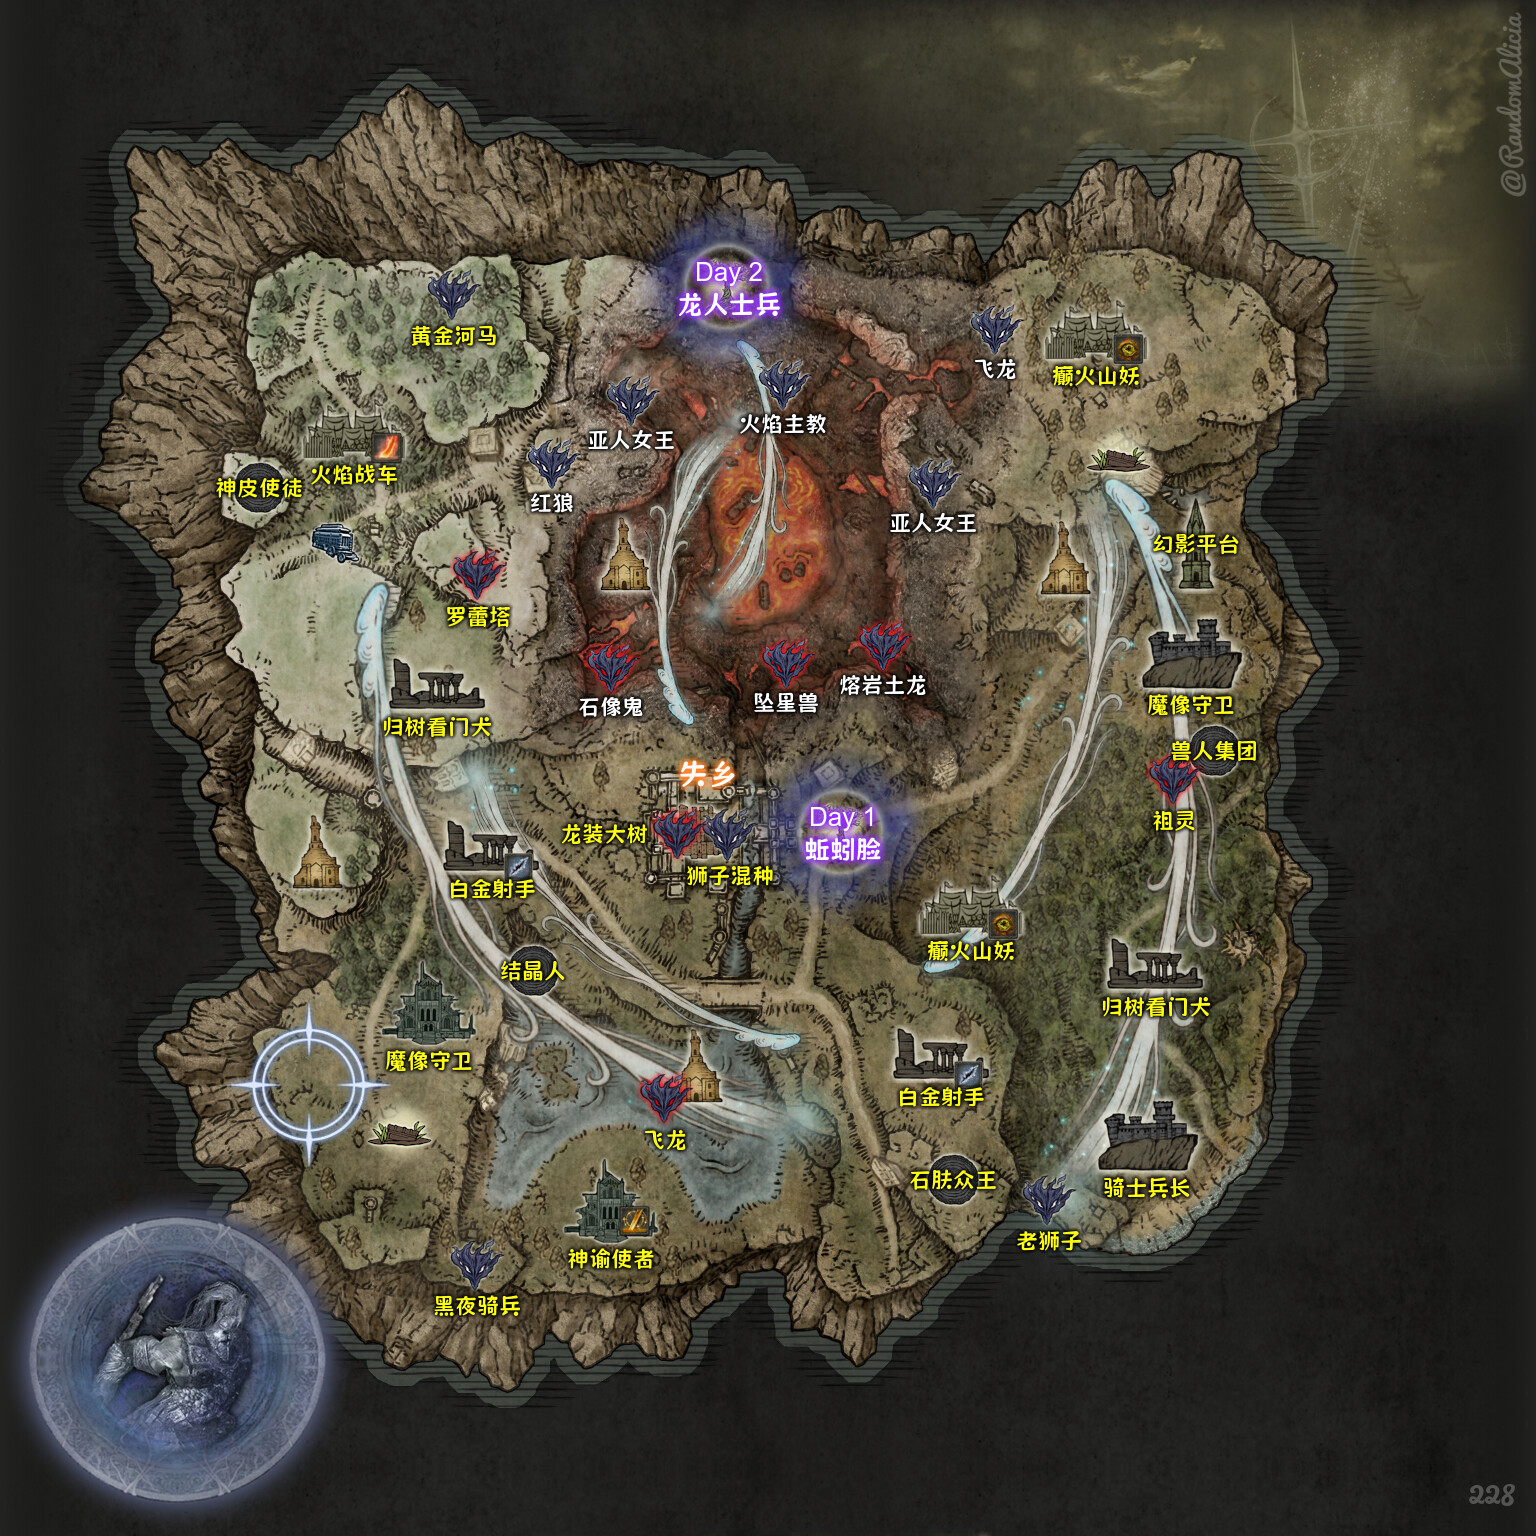 @RandomAlicia
Day 2
龙人士兵
黄金河马
飞龙
癫火山妖
火焰主教
亚人女王
火焰战车
神皮使徒
红狼
亚人女王
幻影平台
罗蕾塔
石像鬼
坠星兽
熔岩土龙
魔像守卫
归树看门犬
兽人集团
失乡
祖灵
Day 1
蚯蚓脸
龙装大树
狮子混种
白金射手
癫火山妖
结晶人
归树看门犬
魔像守卫
白金射手
飞龙
石肤众王
骑士兵长
老狮子
神谕使者
黑夜骑兵
228